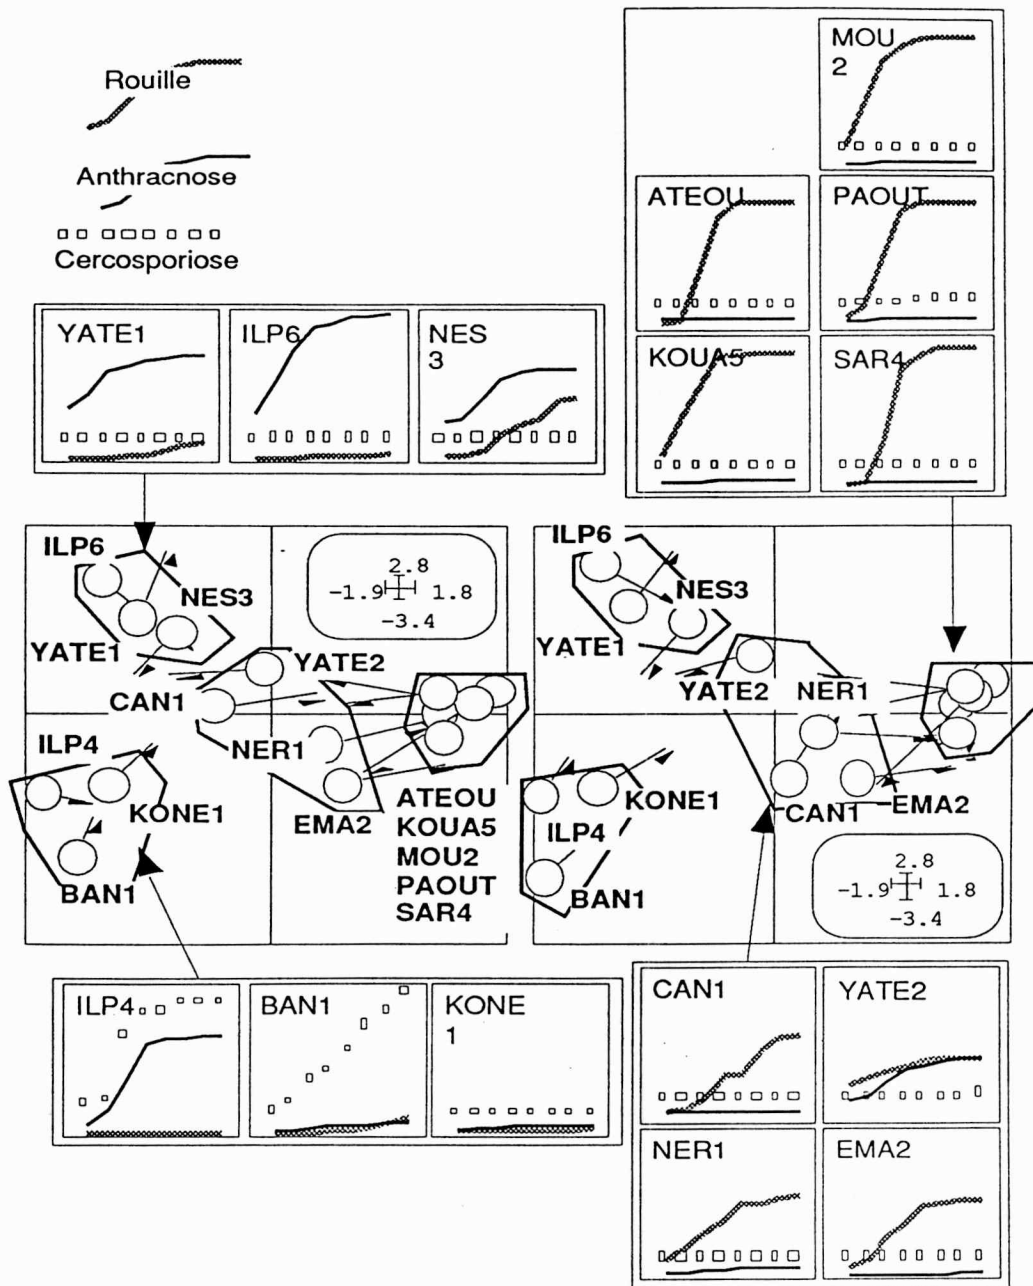 Rouille
Anthracnose
Cercosporiose
MOU
2
ATEOU
PAOUT
KOUA5
SAR4
YATE1
ILP6
NES
3
ILP6
NES3
YATE1
CAN1
YATE2
NER1
EMA2
2.8
-1.9 1.8
-3.4
ILP4
KONE1
BAN1
ATEOU
KOUA5
MOU2
PAOUT
SAR4
ILP6
NES3
YATE1
YATE2
NER1
CAN1
EMA2
KONE1
ILP4
BAN1
2.8
-1.9 1.8
-3.4
ILP4
BAN1
KONE
1
CAN1
YATE2
NER1
EMA2